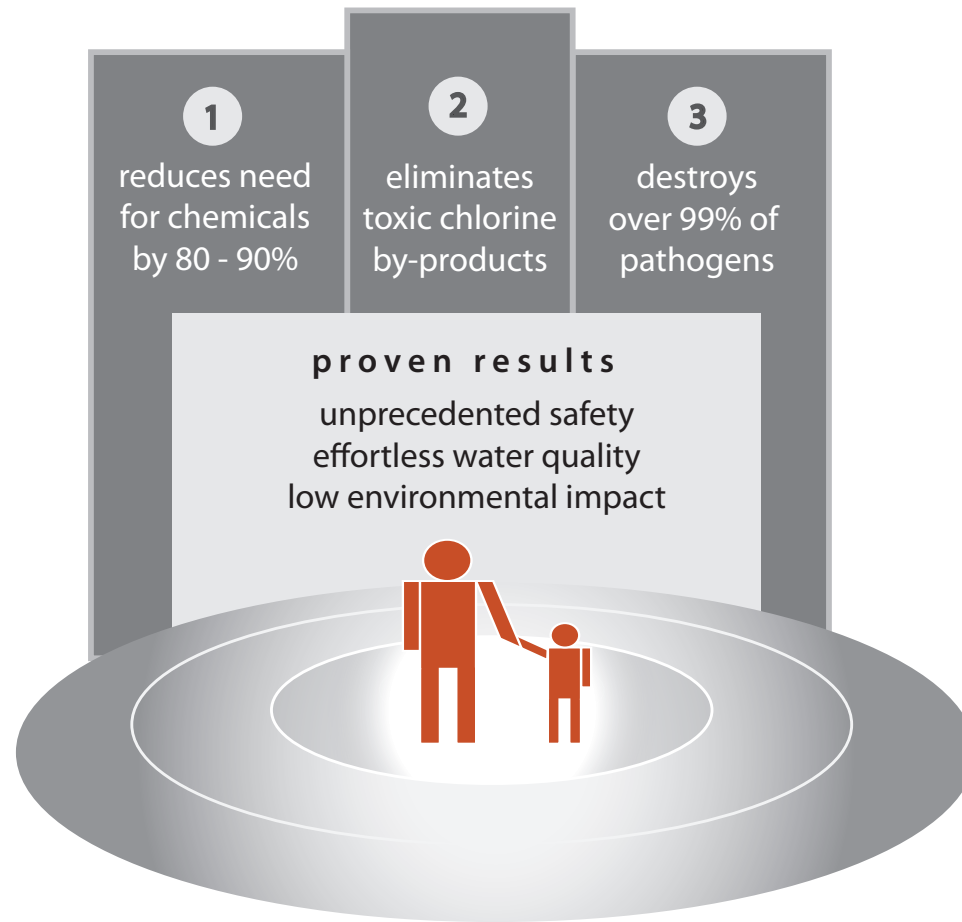 1
reduces need
for chemicals
by 80 - 90%
2
eliminates
toxic chlorine
by-products
3
destroys
over 99% of
pathogens
proven results
unprecedented safety
effortless water quality
low environmental impact